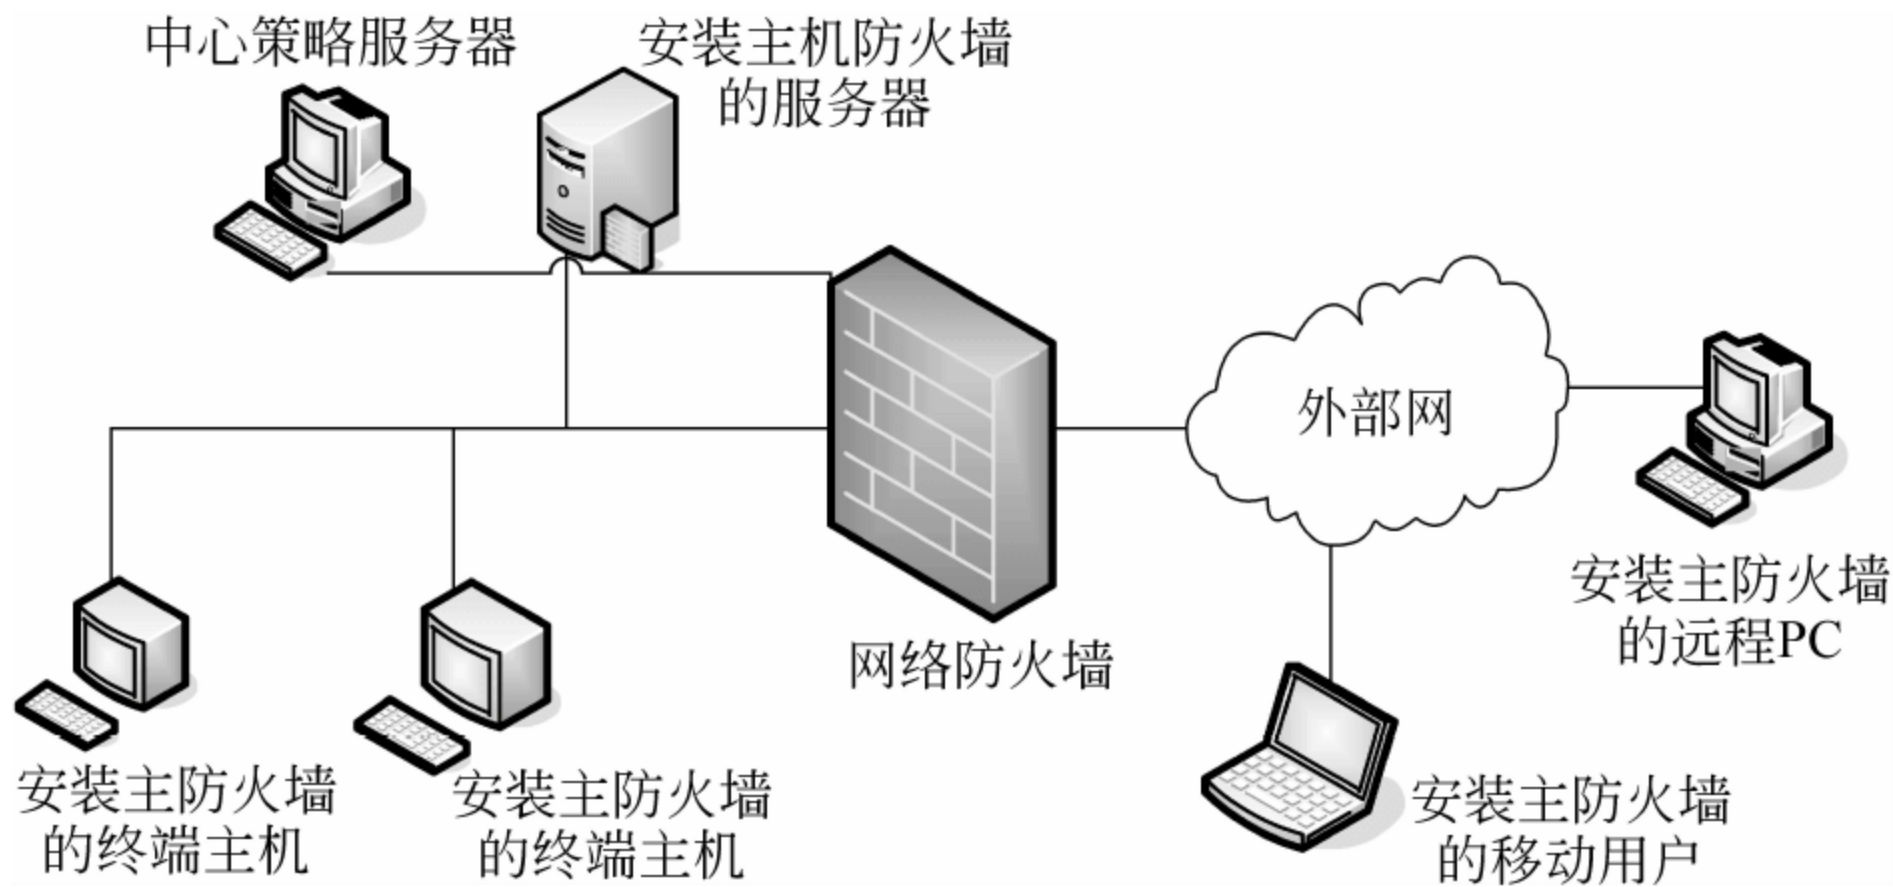 中心策略服务器
安装主机防火墙
的服务器
外部网
安装主防火墙
的远程PC
网络防火墙
安装主防火墙
的终端主机
安装主防火墙
的终端主机
安装主防火墙
的移动用户